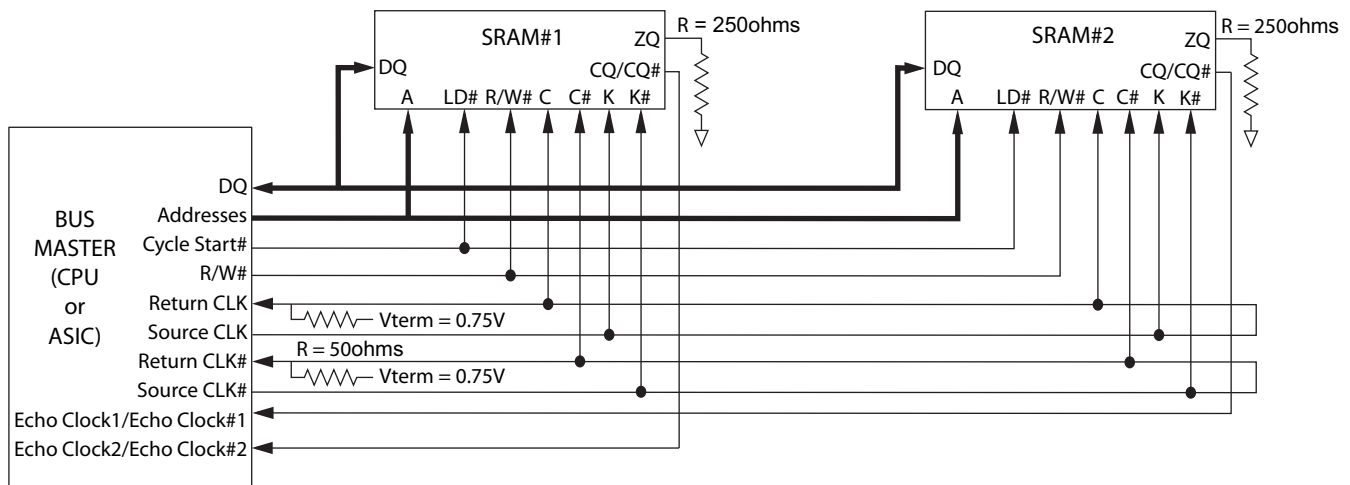 SRAM#1
ZQ
R = 250ohms
DQ
CQ/CQ#
A LD# R/W# C C# K K#
SRAM#2
ZQ
R = 250ohms
DQ
CQ/CQ#
A LD# R/W# C C# K K#
BUS
MASTER
(CPU
or
ASIC)
DQ
Addresses
Cycle Start#
R/W#
Return CLK
Vterm = 0.75V
Source CLK
R = 50ohms
Return CLK#
Vterm = 0.75V
Source CLK#
Echo Clock1/Echo Clock#1
Echo Clock2/Echo Clock#2